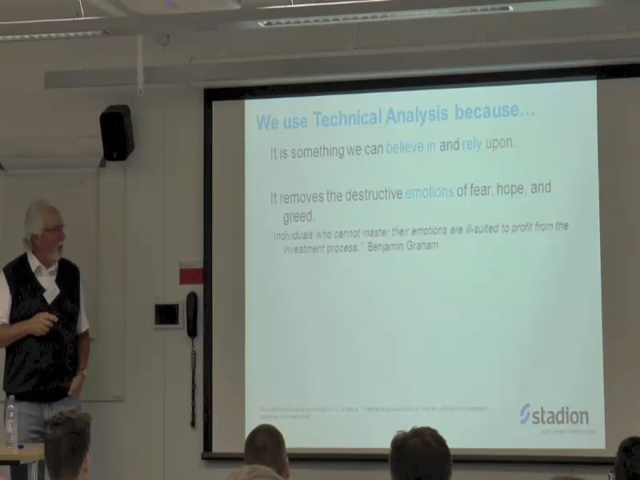 We use Technical Analysis because...
It is something we can believe in and rely upon.
It removes the destructive emotions of fear, hope, and
greed.
"Individuals who cannot master their emotions are ill-suited to profit from the
investment process." Benjamin Graham
stadion